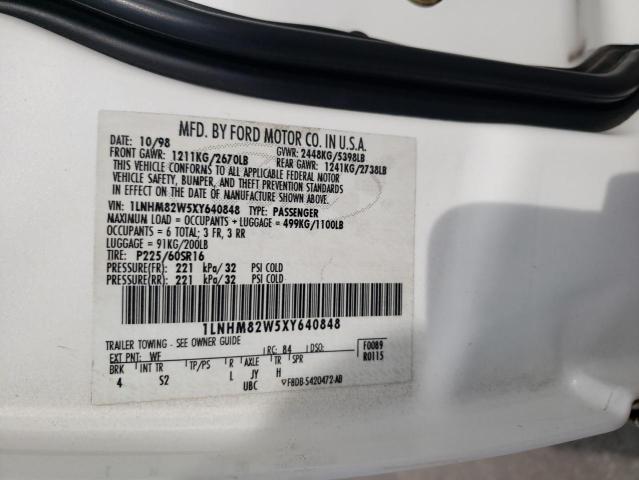 MFD. BY FORD MOTOR CO. IN U.S.A.
DATE: 10/98 GVWR: 2448KG/5398LB
FRONT GAWR: 1211KG/2670LB REAR GAWR: 1241KG/2738LB
THIS VEHICLE CONFORMS TO ALL APPLICABLE FEDERAL MOTOR
VEHICLE SAFETY, BUMPER, AND THEFT PREVENTION STANDARDS
IN EFFECT ON THE DATE OF MANUFACTURE SHOWN ABOVE.
VIN: 1LNHM82W5XY640848 TYPE: PASSENGER
MAXIMUM LOAD = OCCUPANTS + LUGGAGE = 499KG/1100LB
OCCUPANTS = 6 TOTAL; 3 FR, 3 RR
LUGGAGE = 91KG/200LB
TIRE: P225/60SR16
PRESSURE(FR) 221 kPa/32 PSI COLD
PRESSURE(RR) 221 kPa/32 PSI COLD
1LNHM82W5XY640848
TRAILER TOWING - SEE OWNER GUIDE F0089
EXT PNT: WF RC: 84 DSO: R0115
BRK INT TR TP/PS R AXLE TR SPR
4 S2 L JY H
UBC F8DB-5420472-AB